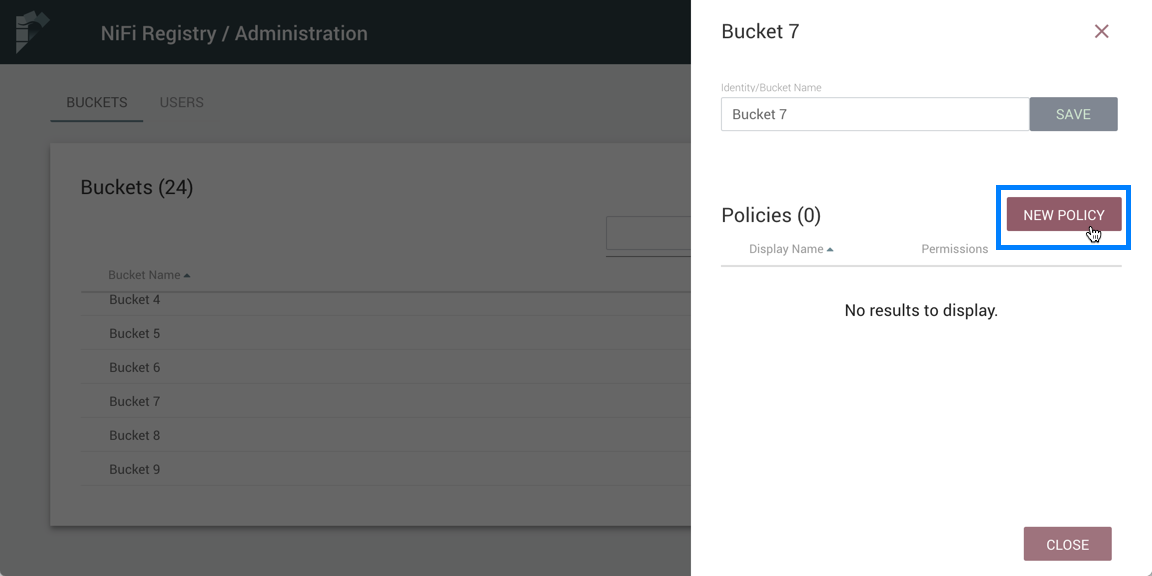 NiFi Registry / Administration
BUCKETS USERS
Buckets (24)
Bucket Name
Bucket 4
Bucket 5
Bucket 6
Bucket 7
Bucket 8
Bucket 9
Bucket 7
Identity/Bucket Name
Bucket 7 SAVE
Policies (0) NEW POLICY
Display Name Permissions
No results to display.
CLOSE